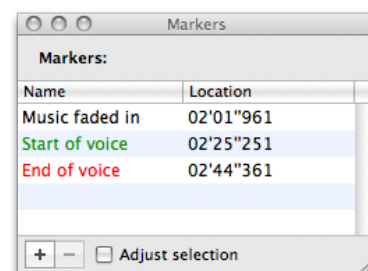 Markers
Markers:
Name Location
Music faded in 02'01"961
Start of voice 02'25"251
End of voice 02'44"361
+ − Adjust selection